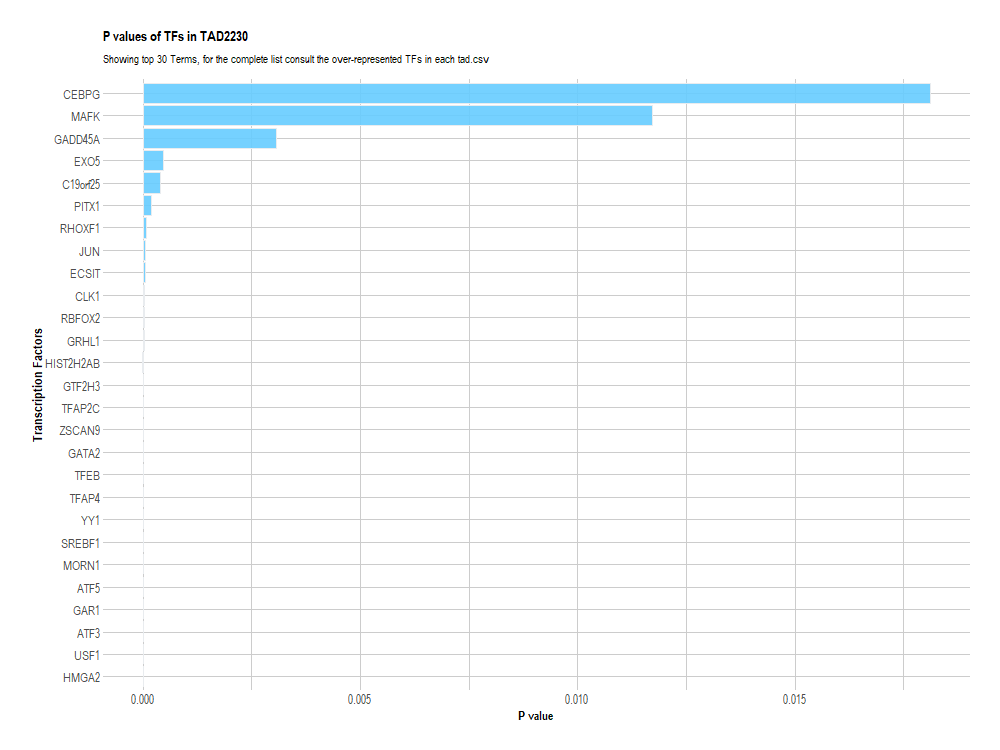 P values of TFs in TAD2230
Showing top 30 Terms, for the complete list consult the over-represented TFs in each tad.csv
Transcription Factors
CEBPG
MAFK
GADD45A
EXO5
C19orf25
PITX1
RHOXF1
JUN
ECSIT
CLK1
RBFOX2
GRHL1
HIST2H2AB
GTF2H3
TFAP2C
ZSCAN9
GATA2
TFEB
TFAP4
YY1
SREBF1
MORN1
ATF5
GAR1
ATF3
USF1
HMGA2
0.000 0.005 0.010 0.015
P value